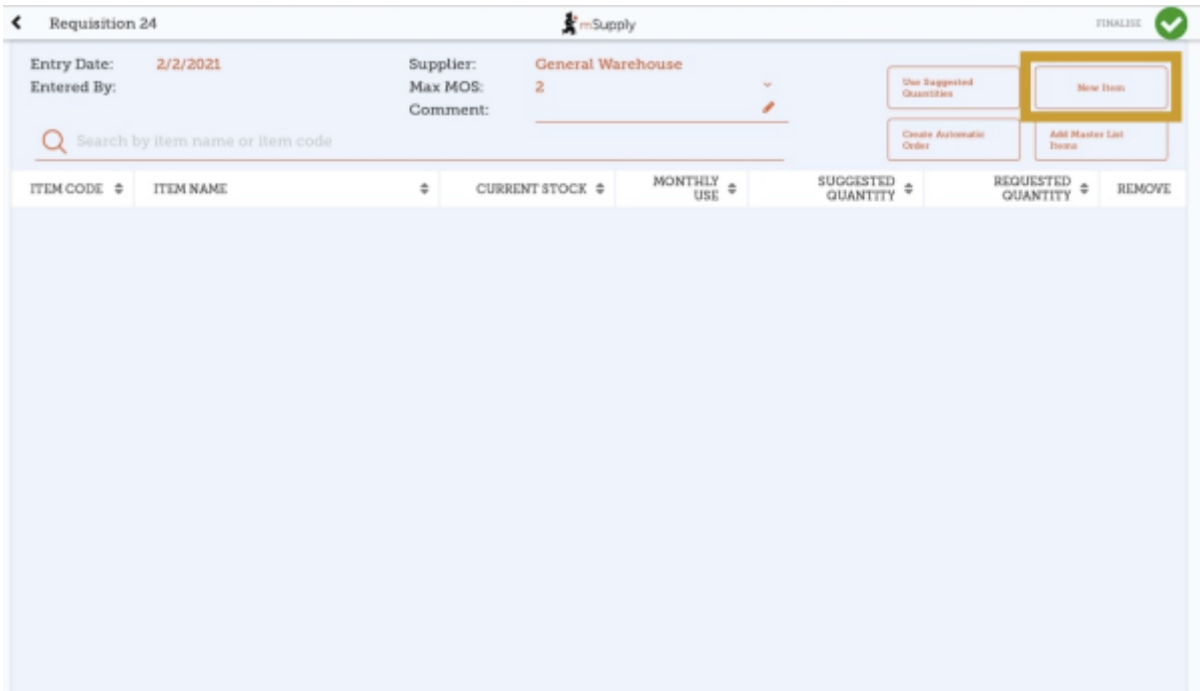 Requisition 24
mSupply
FINALISE
Entry Date: 2/2/2021
Entered By:
Supplier: General Warehouse
Max MOS: 2
Comment:
Use Suggested
Quantities
New Item
Create Automatic
Order
Add Master List
Items
Search by item name or item code
ITEM CODE ITEM NAME CURRENT STOCK MONTHLY USE SUGGESTED QUANTITY REQUESTED QUANTITY REMOVE